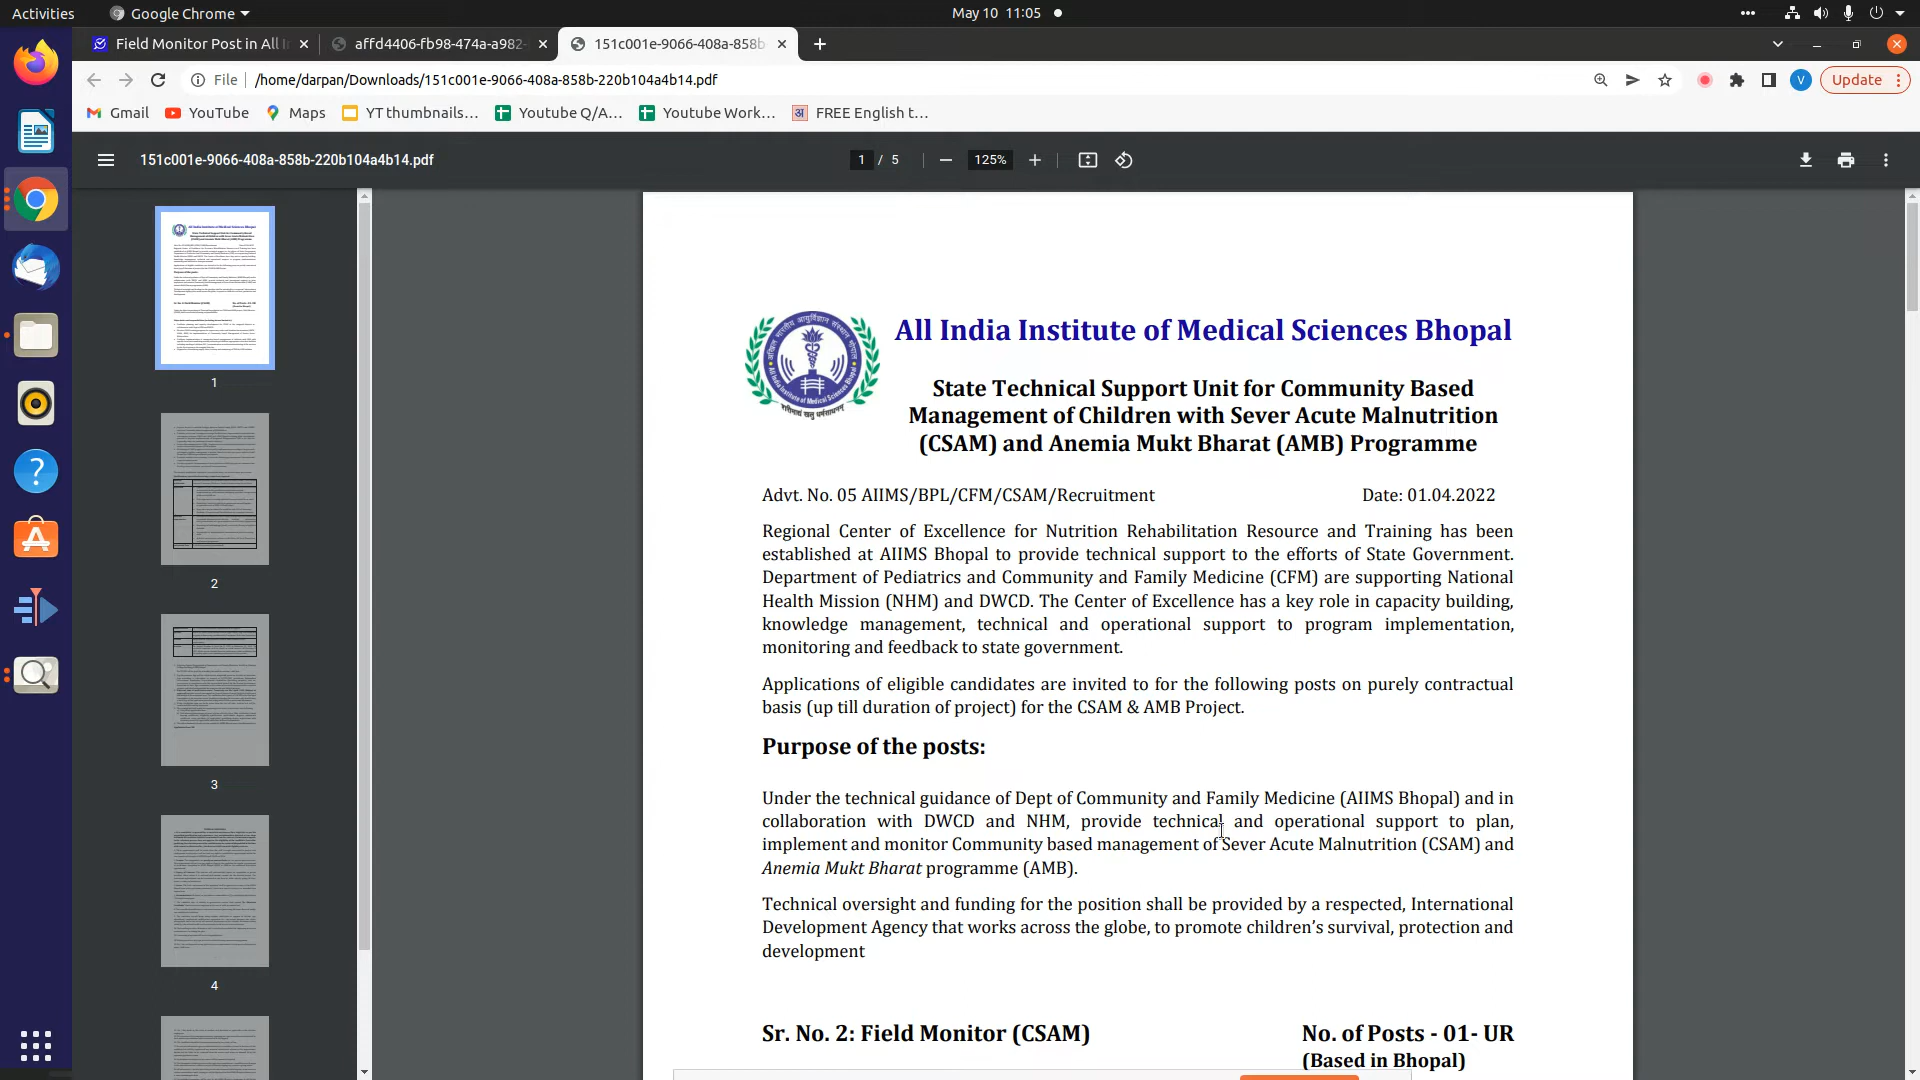 Activities
Google Chrome
May 10 11:05
Field Monitor Post in All I
affd4406-fb98-474a-a982-
151c001e-9066-408a-858b-
File
/home/darpan/Downloads/151c001e-9066-408a-858b-220b104a4b14.pdf
V
Update
Gmail
YouTube
Maps
YT thumbnails...
Youtube Q/A...
Youtube Work...
अ
FREE English t...
151c001e-9066-408a-858b-220b104a4b14.pdf
1 / 5
125%
1
2
3
4
All India Institute of Medical Sciences Bhopal
State Technical Support Unit for Community Based
Management of Children with Sever Acute Malnutrition
(CSAM) and Anemia Mukt Bharat (AMB) Programme
Advt. No. 05 AIIMS/BPL/CFM/CSAM/Recruitment Date: 01.04.2022
Regional Center of Excellence for Nutrition Rehabilitation Resource and Training has been
established at AIIMS Bhopal to provide technical support to the efforts of State Government.
Department of Pediatrics and Community and Family Medicine (CFM) are supporting National
Health Mission (NHM) and DWCD. The Center of Excellence has a key role in capacity building,
knowledge management, technical and operational support to program implementation,
monitoring and feedback to state government.
Applications of eligible candidates are invited to for the following posts on purely contractual
basis (up till duration of project) for the CSAM & AMB Project.
Purpose of the posts:
Under the technical guidance of Dept of Community and Family Medicine (AIIMS Bhopal) and in
collaboration with DWCD and NHM, provide technical and operational support to plan,
implement and monitor Community based management of Sever Acute Malnutrition (CSAM) and
Anemia Mukt Bharat programme (AMB).
Technical oversight and funding for the position shall be provided by a respected, International
Development Agency that works across the globe, to promote children's survival, protection and
development
Sr. No. 2: Field Monitor (CSAM) No. of Posts - 01- UR
(Based in Bhopal)